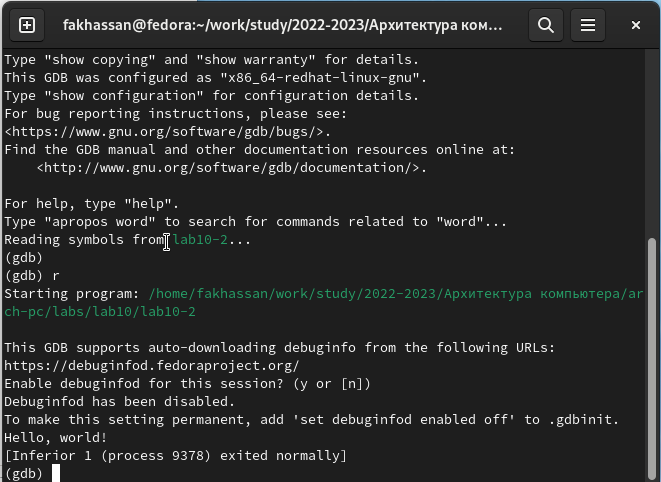 fakhassan@fedora:~/work/study/2022-2023/Архитектура ком...
Type "show copying" and "show warranty" for details.
This GDB was configured as "x86_64-redhat-linux-gnu".
Type "show configuration" for configuration details.
For bug reporting instructions, please see:
<https://www.gnu.org/software/gdb/bugs/>.
Find the GDB manual and other documentation resources online at:
    <http://www.gnu.org/software/gdb/documentation/>.
For help, type "help".
Type "apropos word" to search for commands related to "word"...
Reading symbols from lab10-2...
(gdb)
(gdb) r
Starting program: /home/fakhassan/work/study/2022-2023/Архитектура компьютера/ar
ch-pc/labs/lab10/lab10-2
This GDB supports auto-downloading debuginfo from the following URLs:
https://debuginfod.fedoraproject.org/
Enable debuginfod for this session? (y or [n])
Debuginfod has been disabled.
To make this setting permanent, add 'set debuginfod enabled off' to .gdbinit.
Hello, world!
[Inferior 1 (process 9378) exited normally]
(gdb)